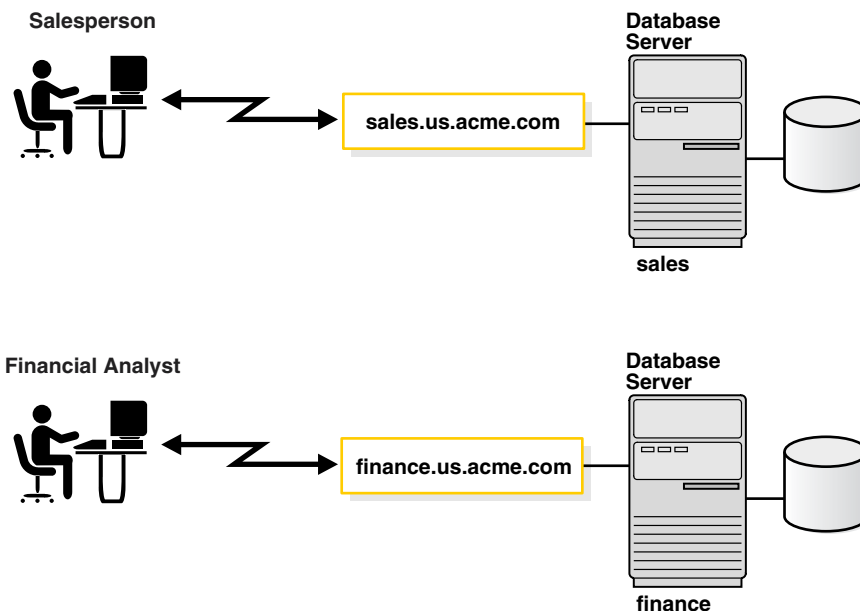 Salesperson
Database
Server
sales.us.acme.com
sales
Financial Analyst
Database
Server
finance.us.acme.com
finance